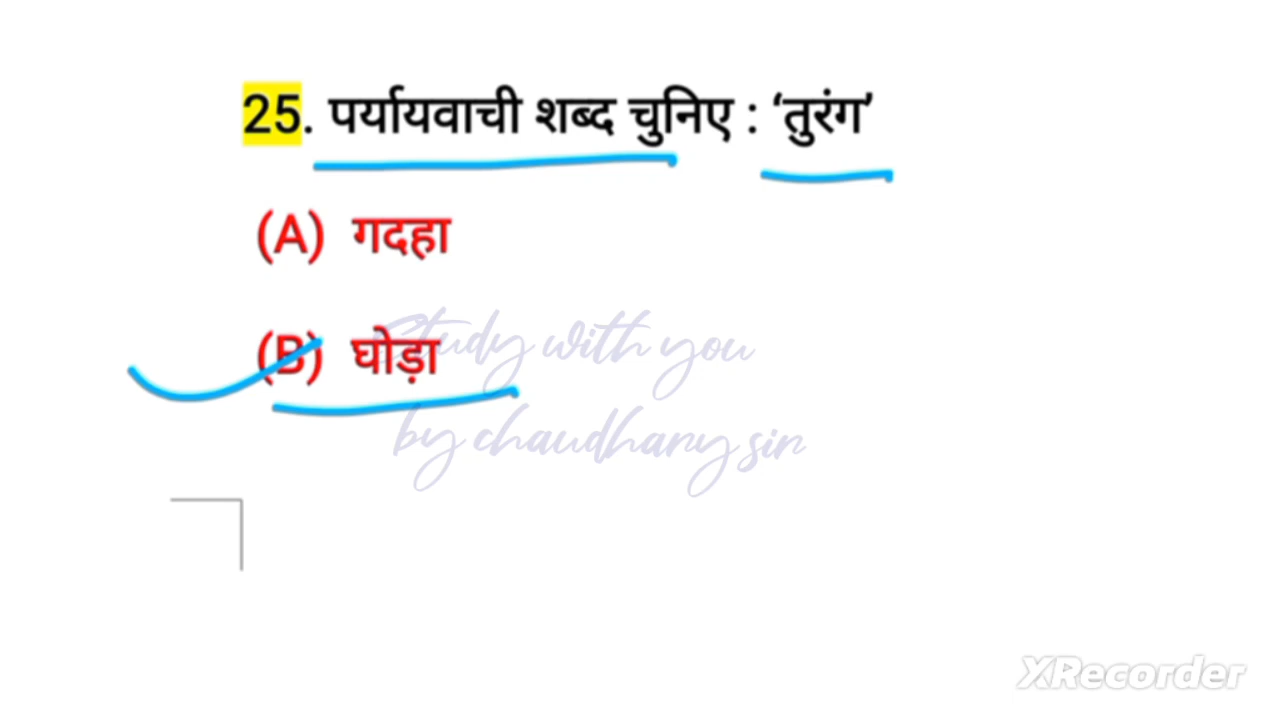 25. पर्यायवाची शब्द चुनिए : ‘तुरंग’
(A) गदहा
(B) घोड़ा
Study with you
by chaudhary sir
XRecorder